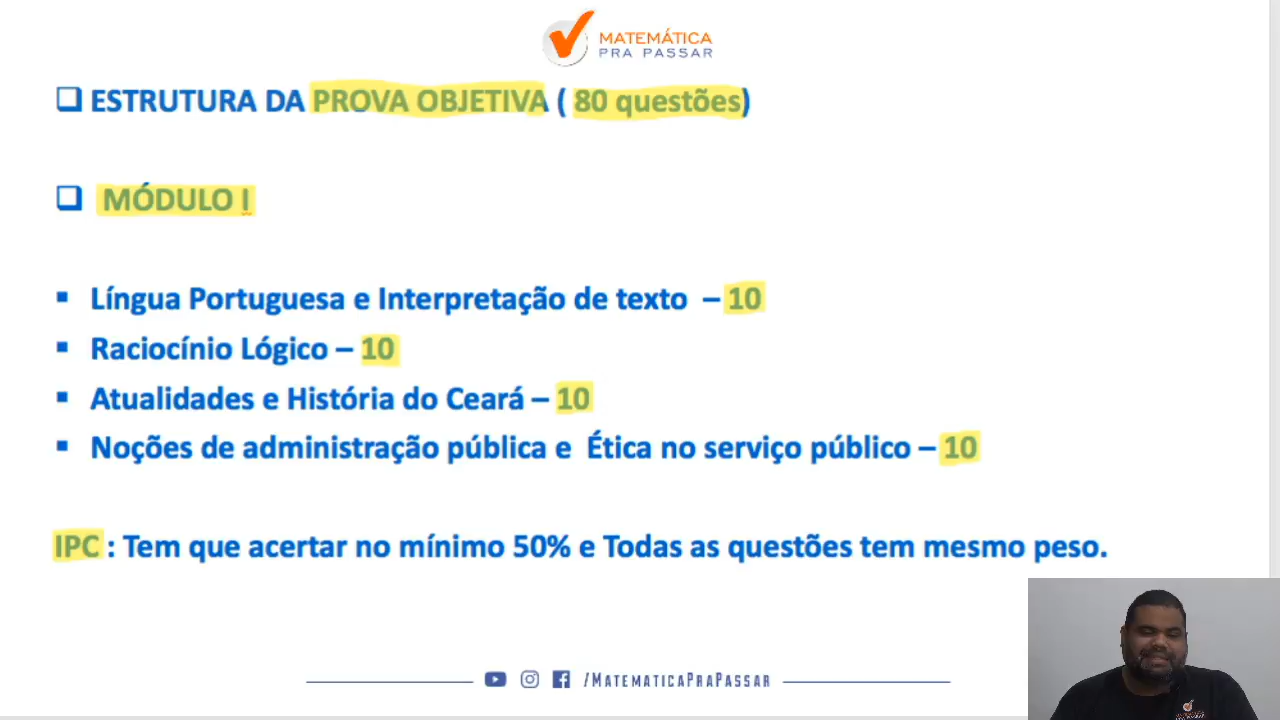 MATEMÁTICA
PRA PASSAR
ESTRUTURA DA PROVA OBJETIVA ( 80 questões)
MÓDULO I
Língua Portuguesa e Interpretação de texto – 10
Raciocínio Lógico – 10
Atualidades e História do Ceará – 10
Noções de administração pública e Ética no serviço público – 10
IPC : Tem que acertar no mínimo 50% e Todas as questões tem mesmo peso.
/MATEMATICAPRAPASSAR